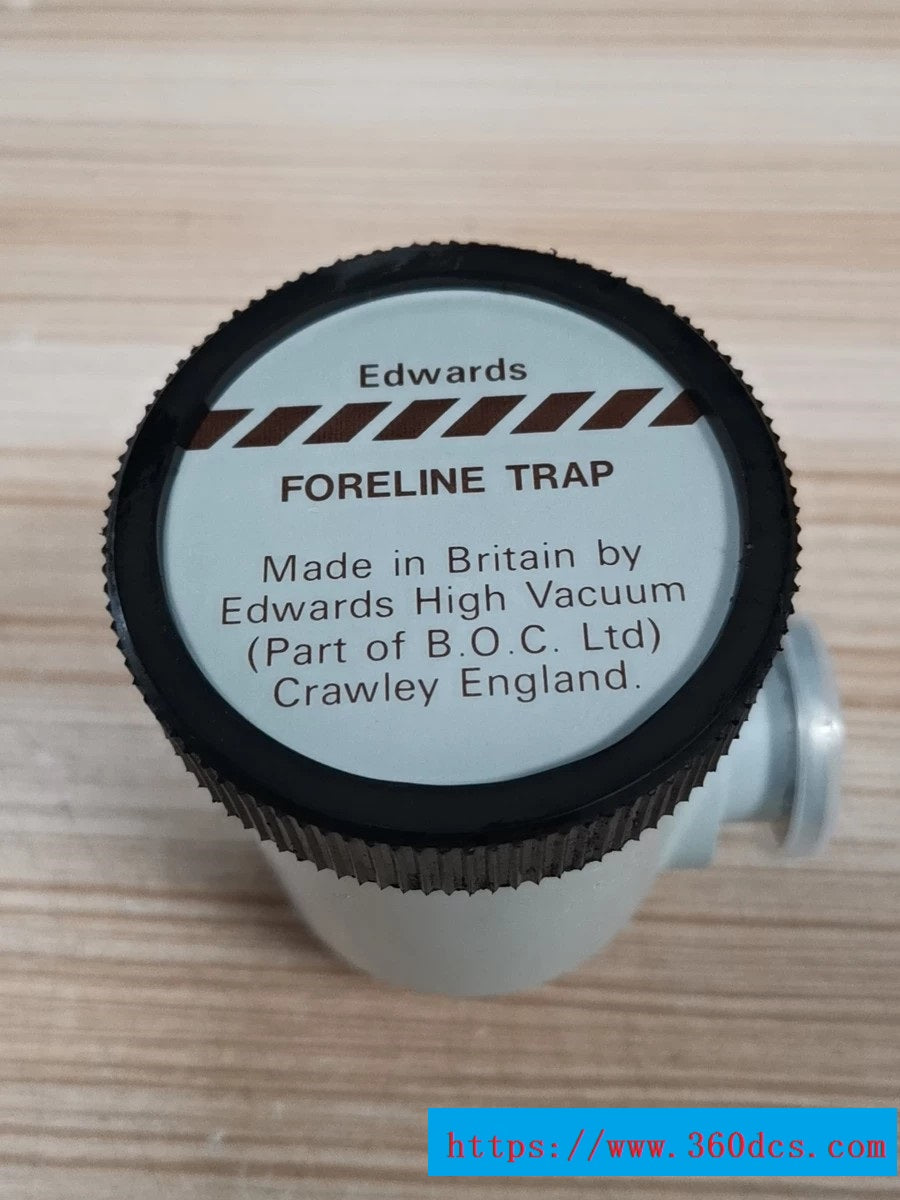 Edwards
FORELINE TRAP
Made in Britain by
Edwards High Vacuum
(Part of B.O.C. Ltd)
Crawley England.
https://www.360dcs.com